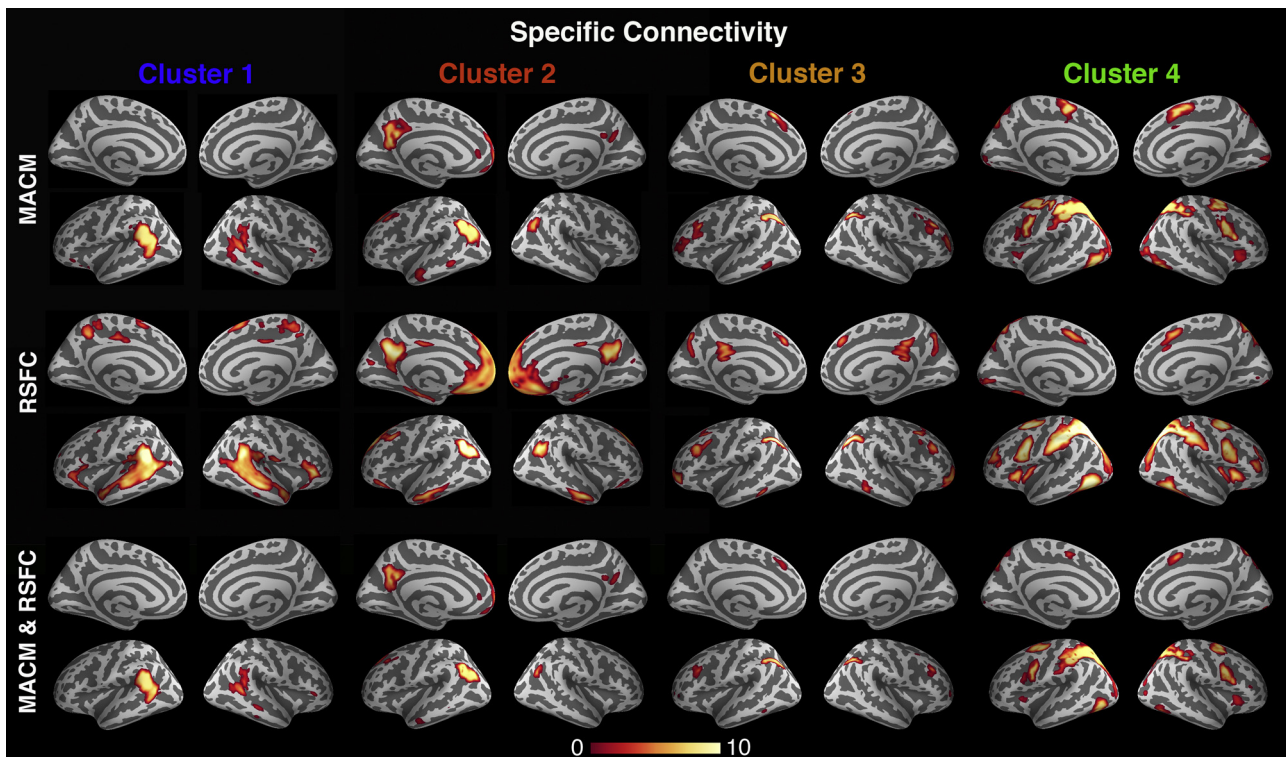 Specific Connectivity
Cluster 1 Cluster 2 Cluster 3 Cluster 4
MACM
RSFC
MACM & RSFC
0 10